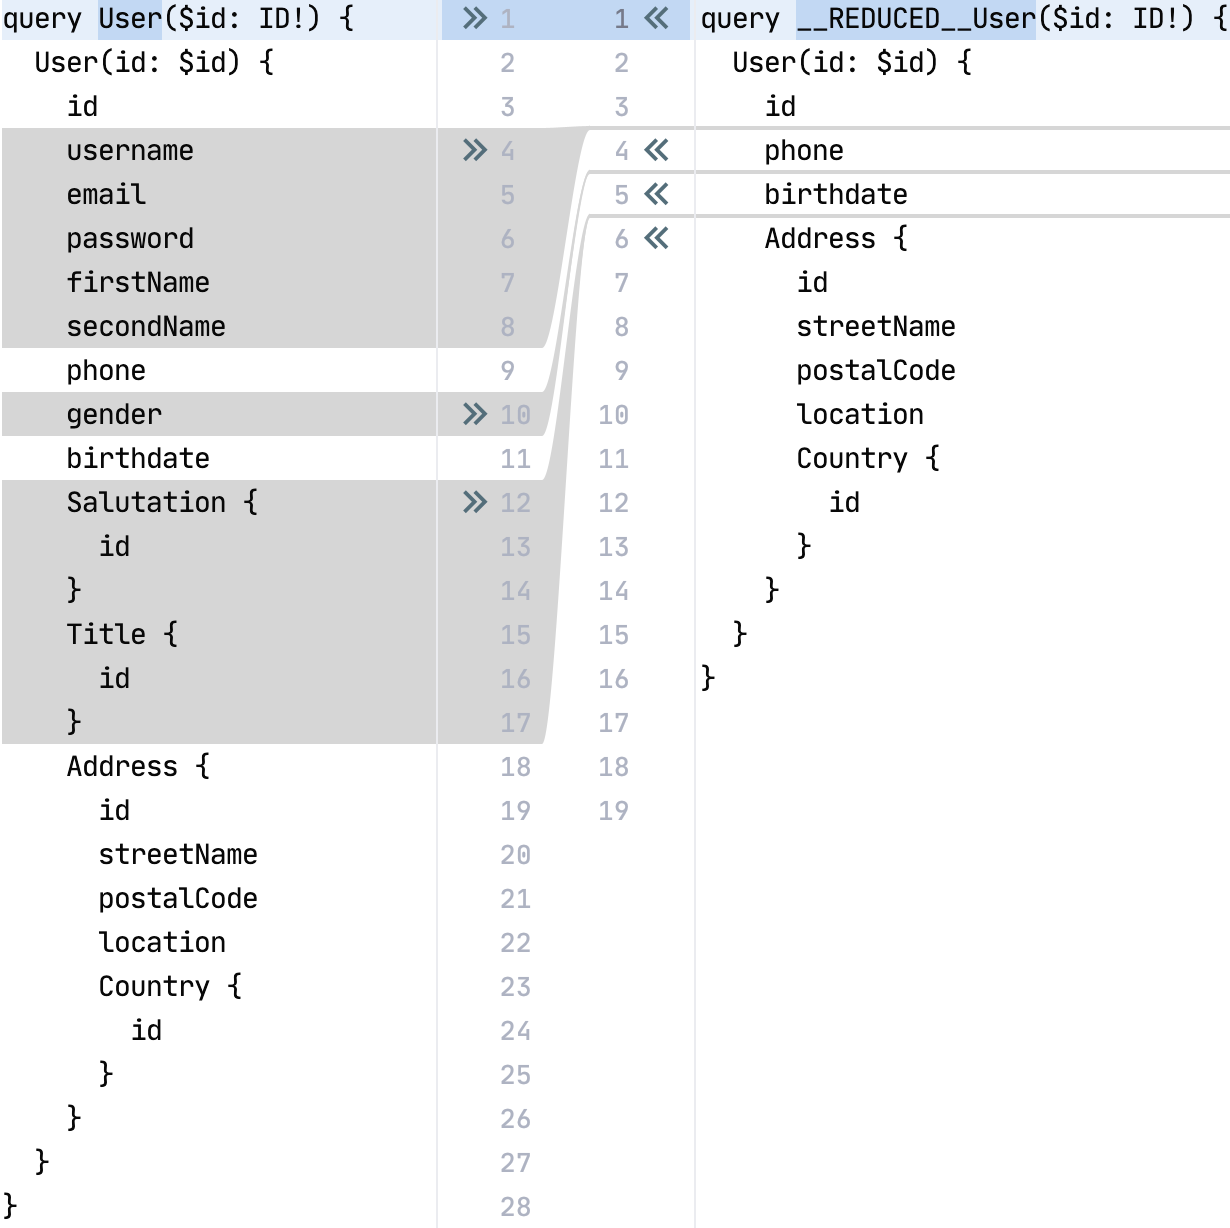 query User($id: ID!) {
  User(id: $id) {
    id
    username
    email
    password
    firstName
    secondName
    phone
    gender
    birthdate
    Salutation {
      id
    }
    Title {
      id
    }
    Address {
      id
      streetName
      postalCode
      location
      Country {
        id
      }
    }
  }
}
1
2
3
4
5
6
7
8
9
10
11
12
13
14
15
16
17
18
19
20
21
22
23
24
25
26
27
28
1
2
3
4
5
6
7
8
9
10
11
12
13
14
15
16
17
18
19
query __REDUCED__User($id: ID!) {
  User(id: $id) {
    id
    phone
    birthdate
    Address {
      id
      streetName
      postalCode
      location
      Country {
        id
      }
    }
  }
}